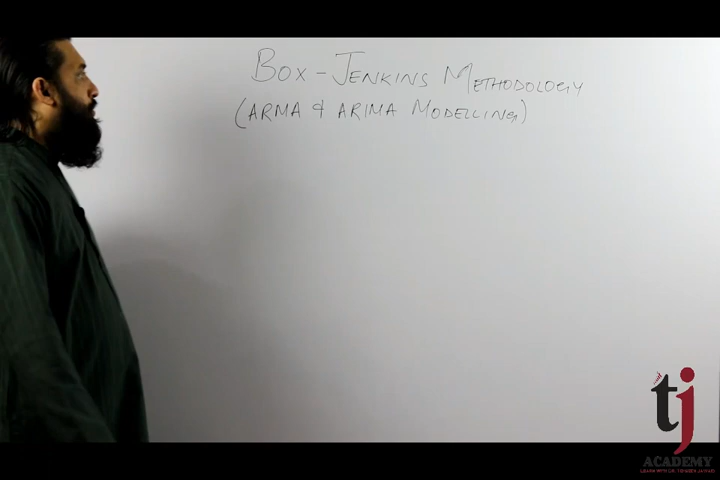 BOX-JENKINS METHODOLOGY
(ARMA & ARIMA MODELLING)
tj
ACADEMY